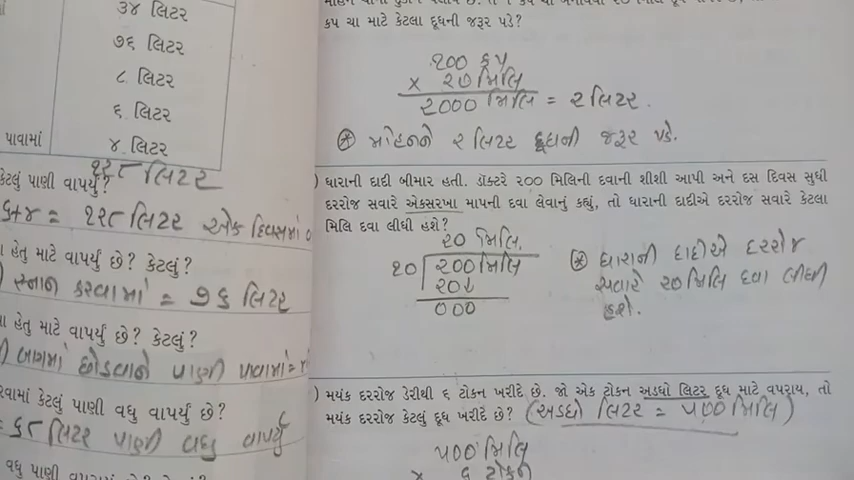 ૩૪ લિટર
૭૬ લિટર
૮ લિટર
૬ લિટર
પાવામાં ૪ લિટર
૧૨૮ લિટર
કેટલું પાણી વાપર્યું?
૬+૪ = ૧૨૮ લિટર એક દિવસમાં
હેતુ માટે વાપર્યું છે? કેટલું?
સ્નાન કરવામાં = ૭૬ લિટર
હેતુ માટે વાપર્યું છે? કેટલું?
બાગમાં છોડવાને પાણી પાવામાં =
કેટલું પાણી વધુ વાપર્યું છે?
= ૬૮ લિટર પાણી વધુ વાપર્યું
વધુ પાણી
કપ ચા માટે કેટલા દૂધની જરૂર પડે?
૧૦૦ કપ
× ૨૦ મિલિ
૨૦૦૦ મિલિ = ૨ લિટર.
મોહનને ૨ લિટર દૂધની જરૂર પડે.
) ધારાની દાદી બીમાર હતી. ડૉક્ટરે ૨૦૦ મિલિની દવાની શીશી આપી અને દસ દિવસ સુધી
દરરોજ સવારે એકસરખા માપની દવા લેવાનું કહ્યું, તો ધારાની દાદીએ દરરોજ સવારે કેટલા
મિલિ દવા લીધી હશે?
૨૦ મિલિ.
૧૦ ૨૦૦ મિલિ
૨૦↓
૦૦૦
ધારાની દાદીએ દરરોજ
સવારે ૨૦ મિલિ દવા લીધી
હશે.
) મયંક દરરોજ ડેરીથી ૬ ટોકન ખરીદે છે. જો એક ટોકન અડધો લિટર દૂધ માટે વપરાય, તો
મયંક દરરોજ કેટલું દૂધ ખરીદે છે? (અડધો લિટર = ૫૦૦ મિલિ)
૫૦૦ મિલિ
× ૬ ટોકન